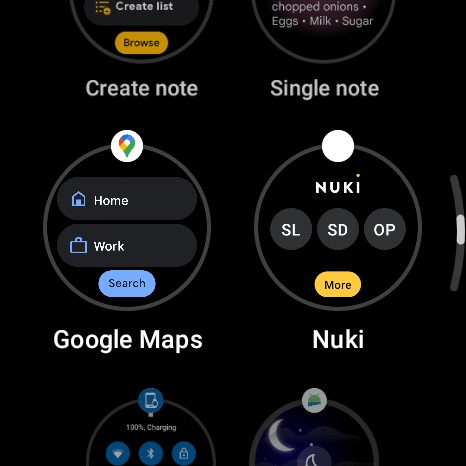 Create list
Browse
chopped onions •
Eggs • Milk • Sugar
Create note
Single note
Home
Work
Search
Google Maps
NUKi
SL SD OP
More
Nuki
100%, Charging